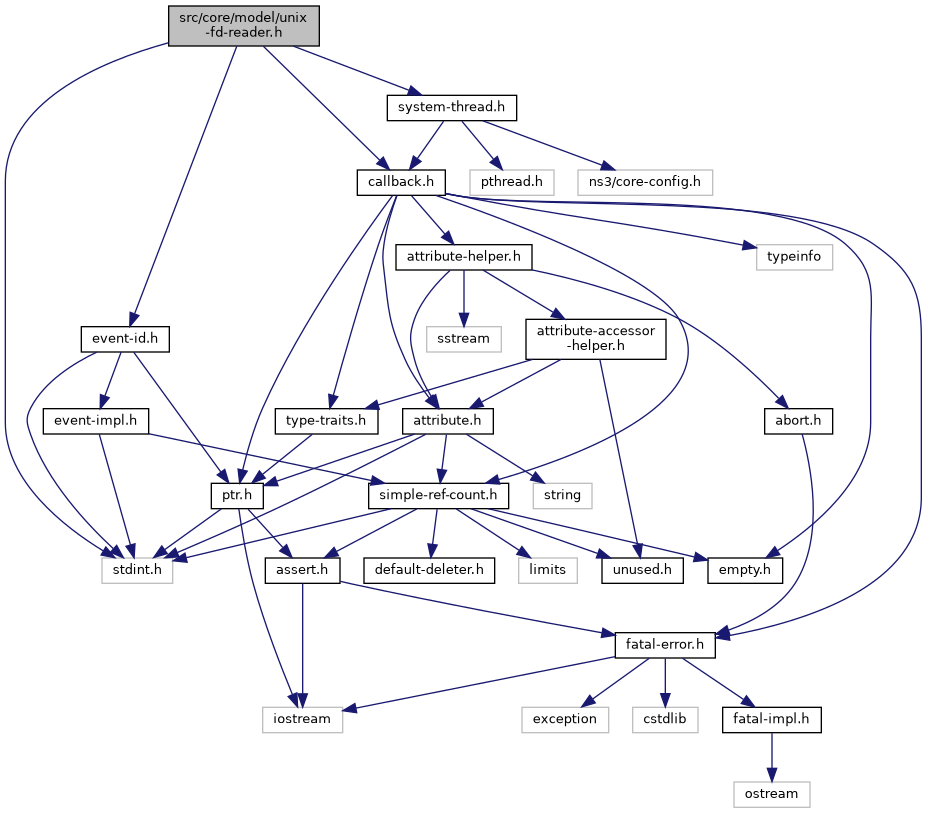 src/core/model/unix
-fd-reader.h
system-thread.h
callback.h
pthread.h
ns3/core-config.h
attribute-helper.h
typeinfo
event-id.h
sstream
attribute-accessor
-helper.h
event-impl.h
type-traits.h
attribute.h
abort.h
ptr.h
simple-ref-count.h
string
stdint.h
assert.h
default-deleter.h
limits
unused.h
empty.h
fatal-error.h
iostream
exception
cstdlib
fatal-impl.h
ostream